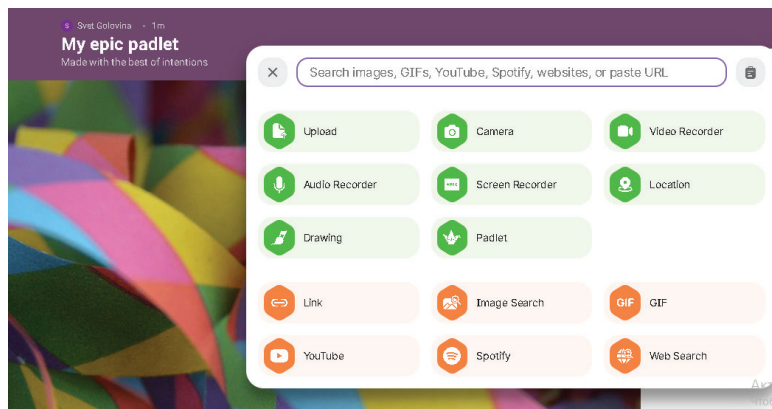 S Svet Golovina • 1m
My epic padlet
Made with the best of intentions
Search images, GIFs, YouTube, Spotify, websites, or paste URL
Upload
Camera
Video Recorder
Audio Recorder
Screen Recorder
Location
Drawing
Padlet
Link
Image Search
GIF GIF
YouTube
Spotify
Web Search